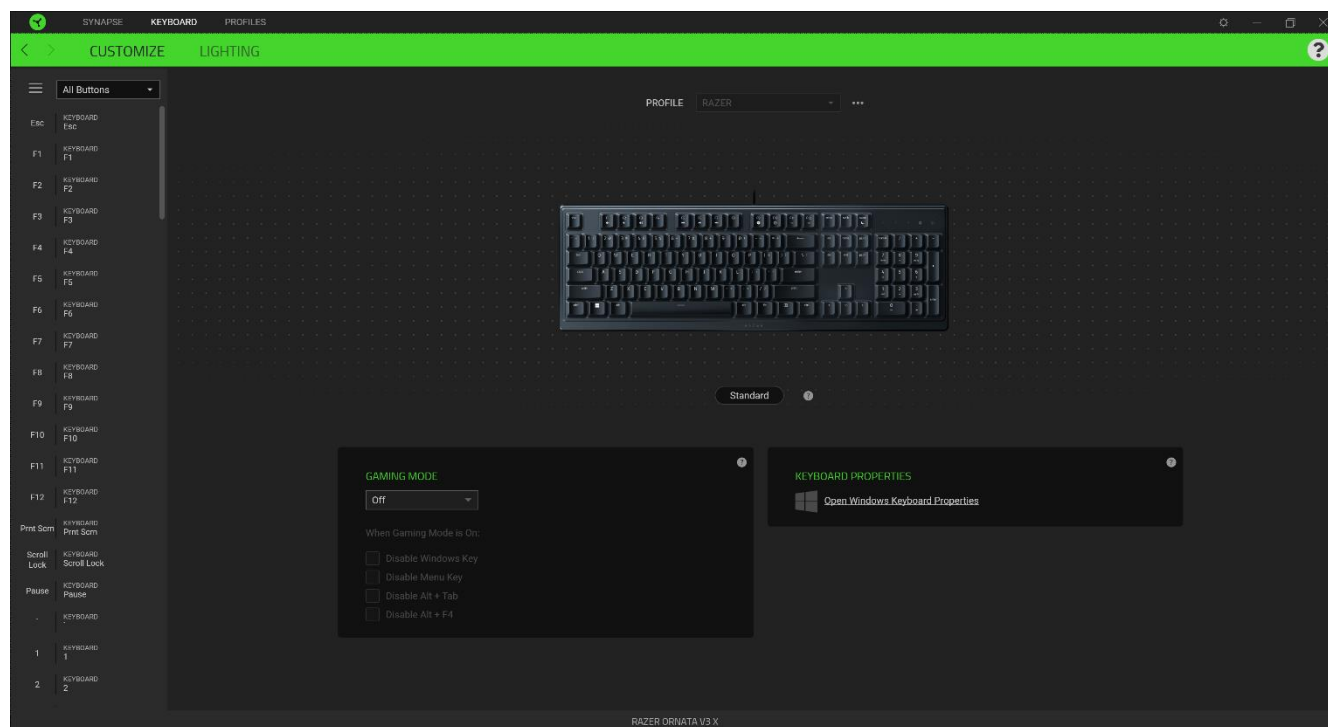 SYNAPSE KEYBOARD PROFILES
CUSTOMIZE LIGHTING
?
All Buttons
PROFILE RAZER
Esc KEYBOARD
Esc
F1 KEYBOARD
F1
F2 KEYBOARD
F2
F3 KEYBOARD
F3
F4 KEYBOARD
F4
F5 KEYBOARD
F5
F6 KEYBOARD
F6
F7 KEYBOARD
F7
F8 KEYBOARD
F8
F9 KEYBOARD
F9
F10 KEYBOARD
F10
F11 KEYBOARD
F11
F12 KEYBOARD
F12
Prnt Scrn KEYBOARD
Prnt Scrn
Scroll Lock KEYBOARD
Scroll Lock
Pause KEYBOARD
Pause
KEYBOARD
1 KEYBOARD
1
2 KEYBOARD
2
Standard ?
GAMING MODE ?
Off
When Gaming Mode is On:
Disable Windows Key
Disable Menu Key
Disable Alt + Tab
Disable Alt + F4
KEYBOARD PROPERTIES ?
Open Windows Keyboard Properties
RAZER ORNATA V3 X